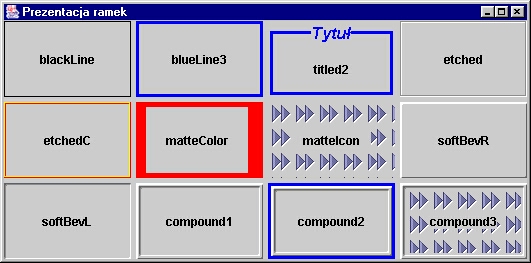 Prezentacja ramek
blackLine
blueLine3
Tytuł
titled2
etched
etchedC
matteColor
matteIcon
softBevR
softBevL
compound1
compound2
compound3